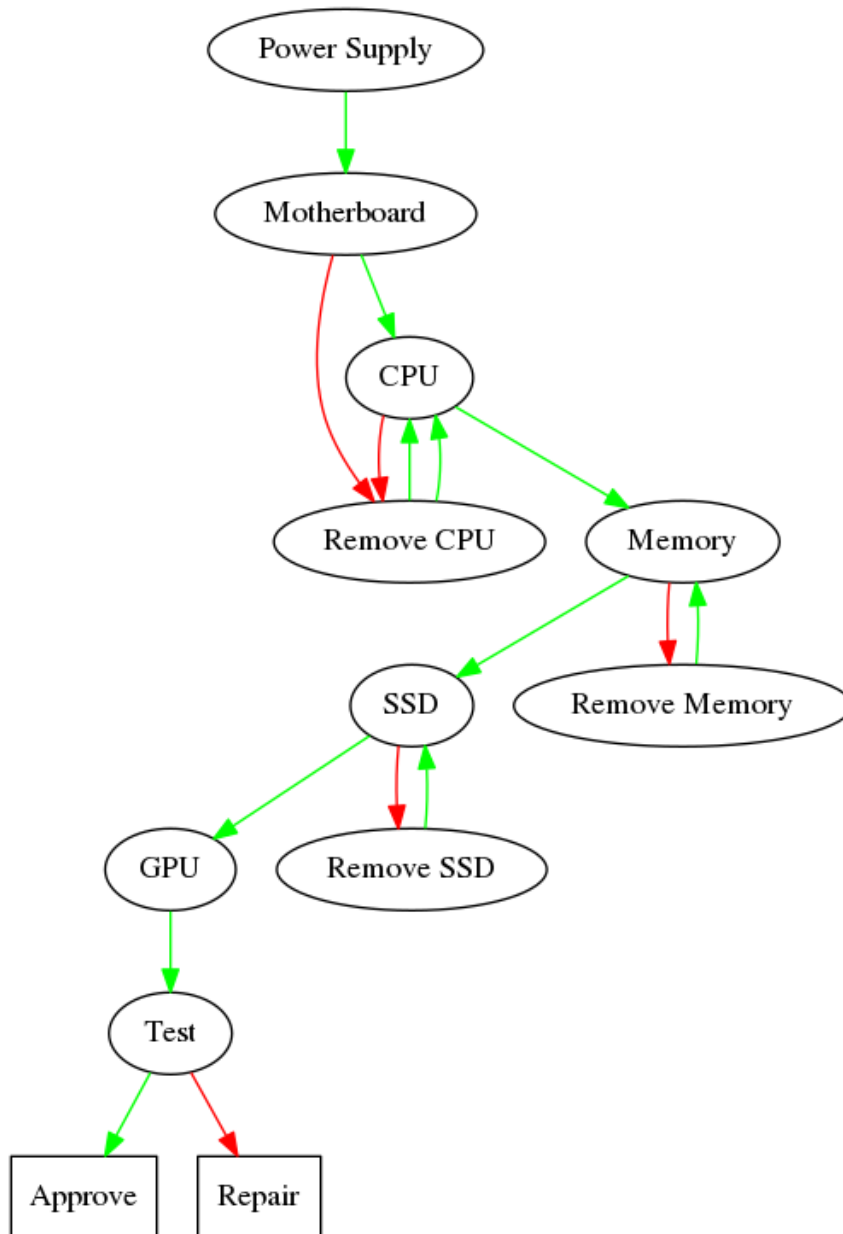 Power Supply
Motherboard
CPU
Remove CPU
Memory
SSD
Remove Memory
GPU
Remove SSD
Test
Approve
Repair